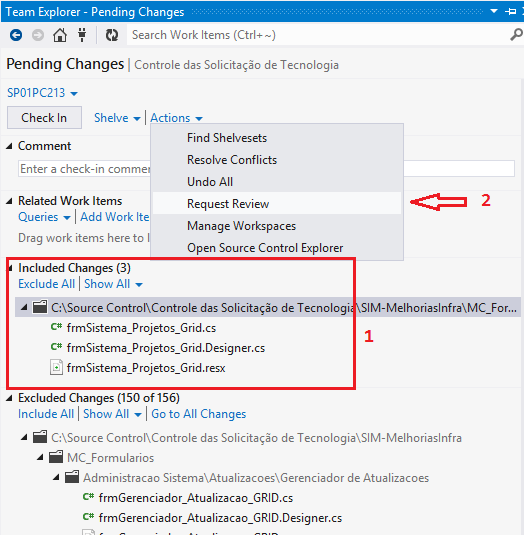 Team Explorer - Pending Changes
Search Work Items (Ctrl+~)
Pending Changes | Controle das Solicitação de Tecnologia
SP01PC213
Check In Shelve Actions
Find Shelvesets
Resolve Conflicts
Undo All
Request Review
Manage Workspaces
Open Source Control Explorer
2
Comment
Enter a check-in comme
Related Work Items
Queries Add Work Ite
Drag work items here to l
Included Changes (3)
Exclude All Show All
C:\Source Control\Controle das Solicitação de Tecnologia\SIM-MelhoriasInfra\MC_For...
frmSistema_Projetos_Grid.cs
frmSistema_Projetos_Grid.Designer.cs
frmSistema_Projetos_Grid.resx
1
Excluded Changes (150 of 156)
Include All Show All Go to All Changes
C:\Source Control\Controle das Solicitação de Tecnologia\SIM-MelhoriasInfra
MC_Formularios
Administracao Sistema\Atualizacoes\Gerenciador de Atualizacoes
frmGerenciador_Atualizacao_GRID.cs
frmGerenciador_Atualizacao_GRID.Designer.cs